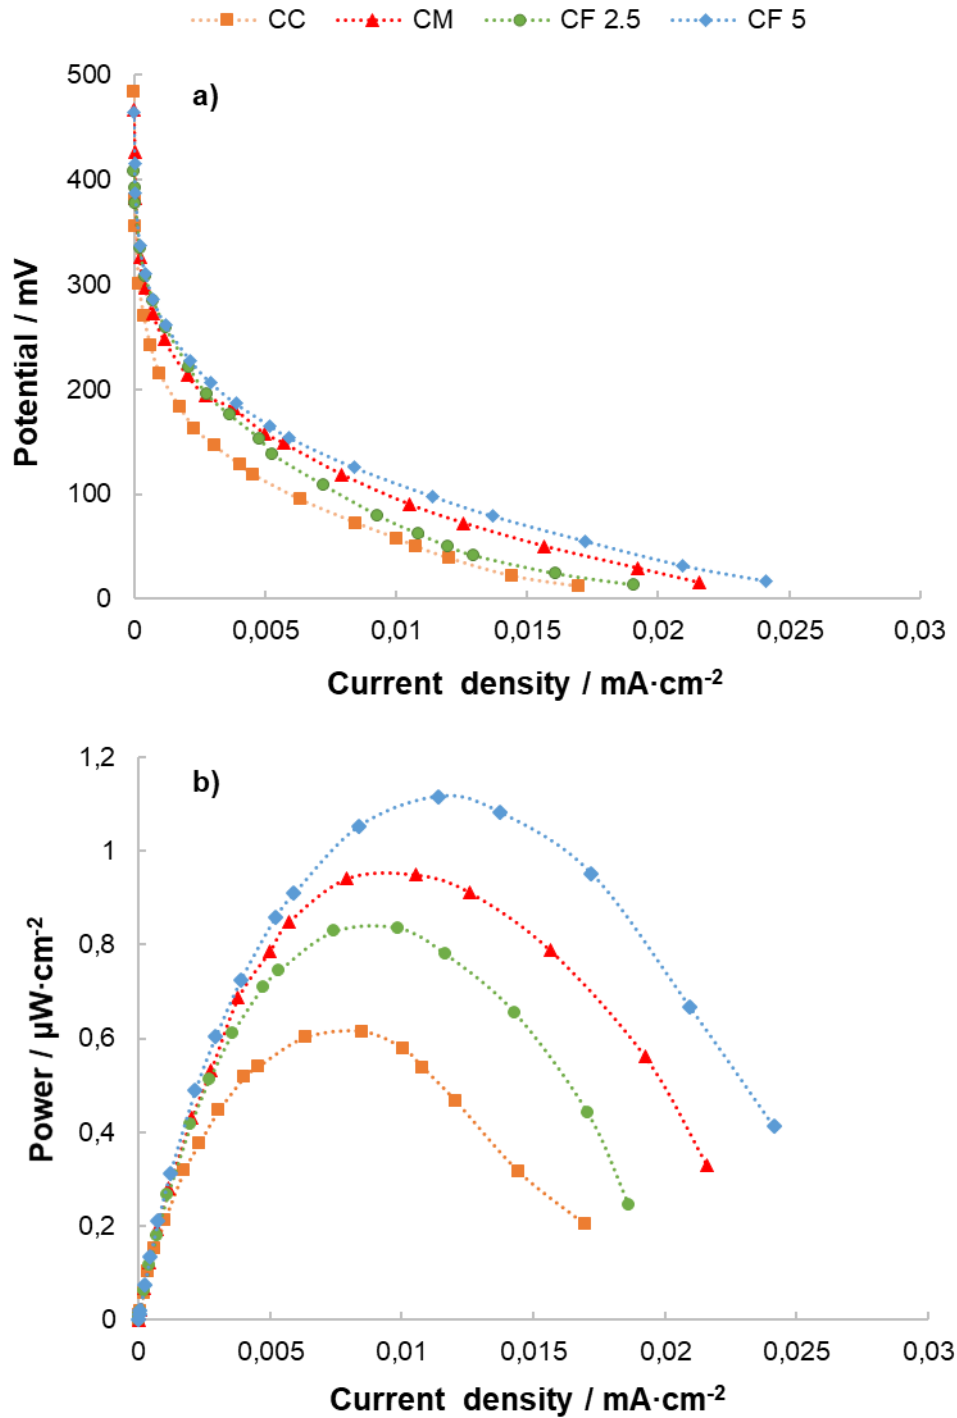 CC CM CF 2.5 CF 5
a)
500
400
300
200
100
0
Potential / mV
0 0,005 0,01 0,015 0,02 0,025 0,03
Current density / mA·cm⁻²
b)
1,2
1
0,8
0,6
0,4
0,2
0
Power / µW·cm⁻²
0 0,005 0,01 0,015 0,02 0,025 0,03
Current density / mA·cm⁻²